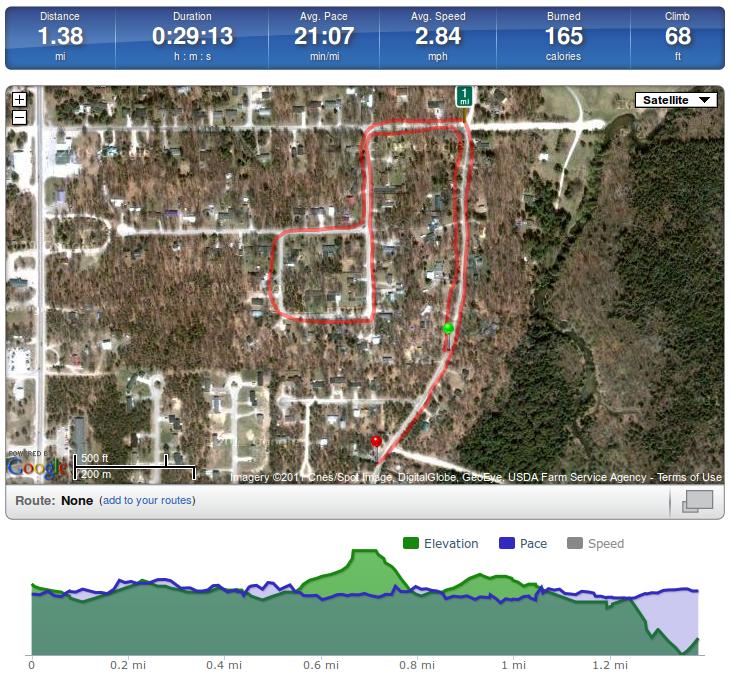 Distance Duration Avg. Pace Avg. Speed Burned Climb
1.38 0:29:13 21:07 2.84 165 68
mi h : m : s min/mi mph calories ft
+
−
1
mi
Satellite
POWERED BY
Google
500 ft
200 m
Imagery ©2011 Cnes/Spot Image, DigitalGlobe, GeoEye, USDA Farm Service Agency - Terms of Use
Route: None (add to your routes)
Elevation Pace Speed
0 0.2 mi 0.4 mi 0.6 mi 0.8 mi 1 mi 1.2 mi